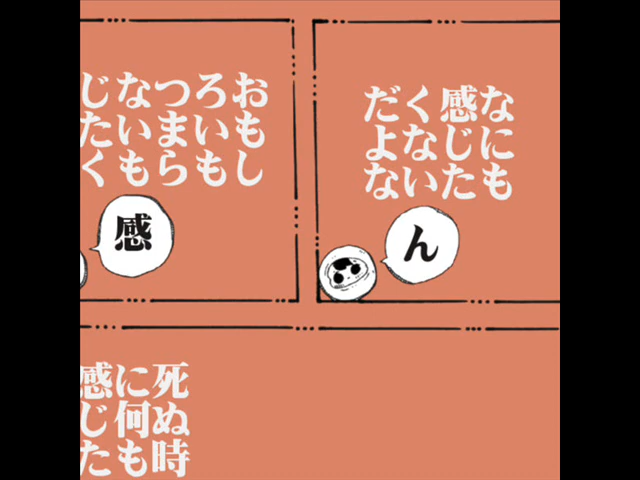 なにも
感じた
くない
だよな
ん
おもし
ろいも
つまら
ないも
じたく
感
死ぬ時
に何も
感じた